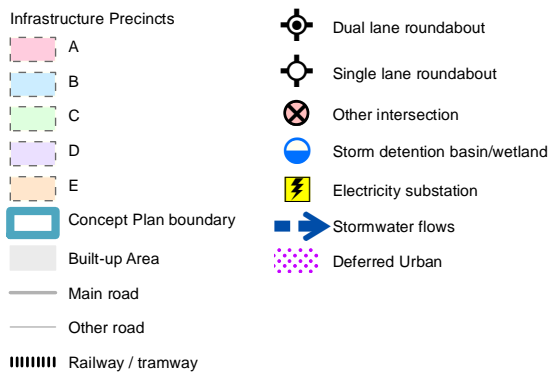 Infrastructure Precincts
A
B
C
D
E
Concept Plan boundary
Built-up Area
Main road
Other road
Railway / tramway
Dual lane roundabout
Single lane roundabout
Other intersection
Storm detention basin/wetland
Electricity substation
Stormwater flows
Deferred Urban